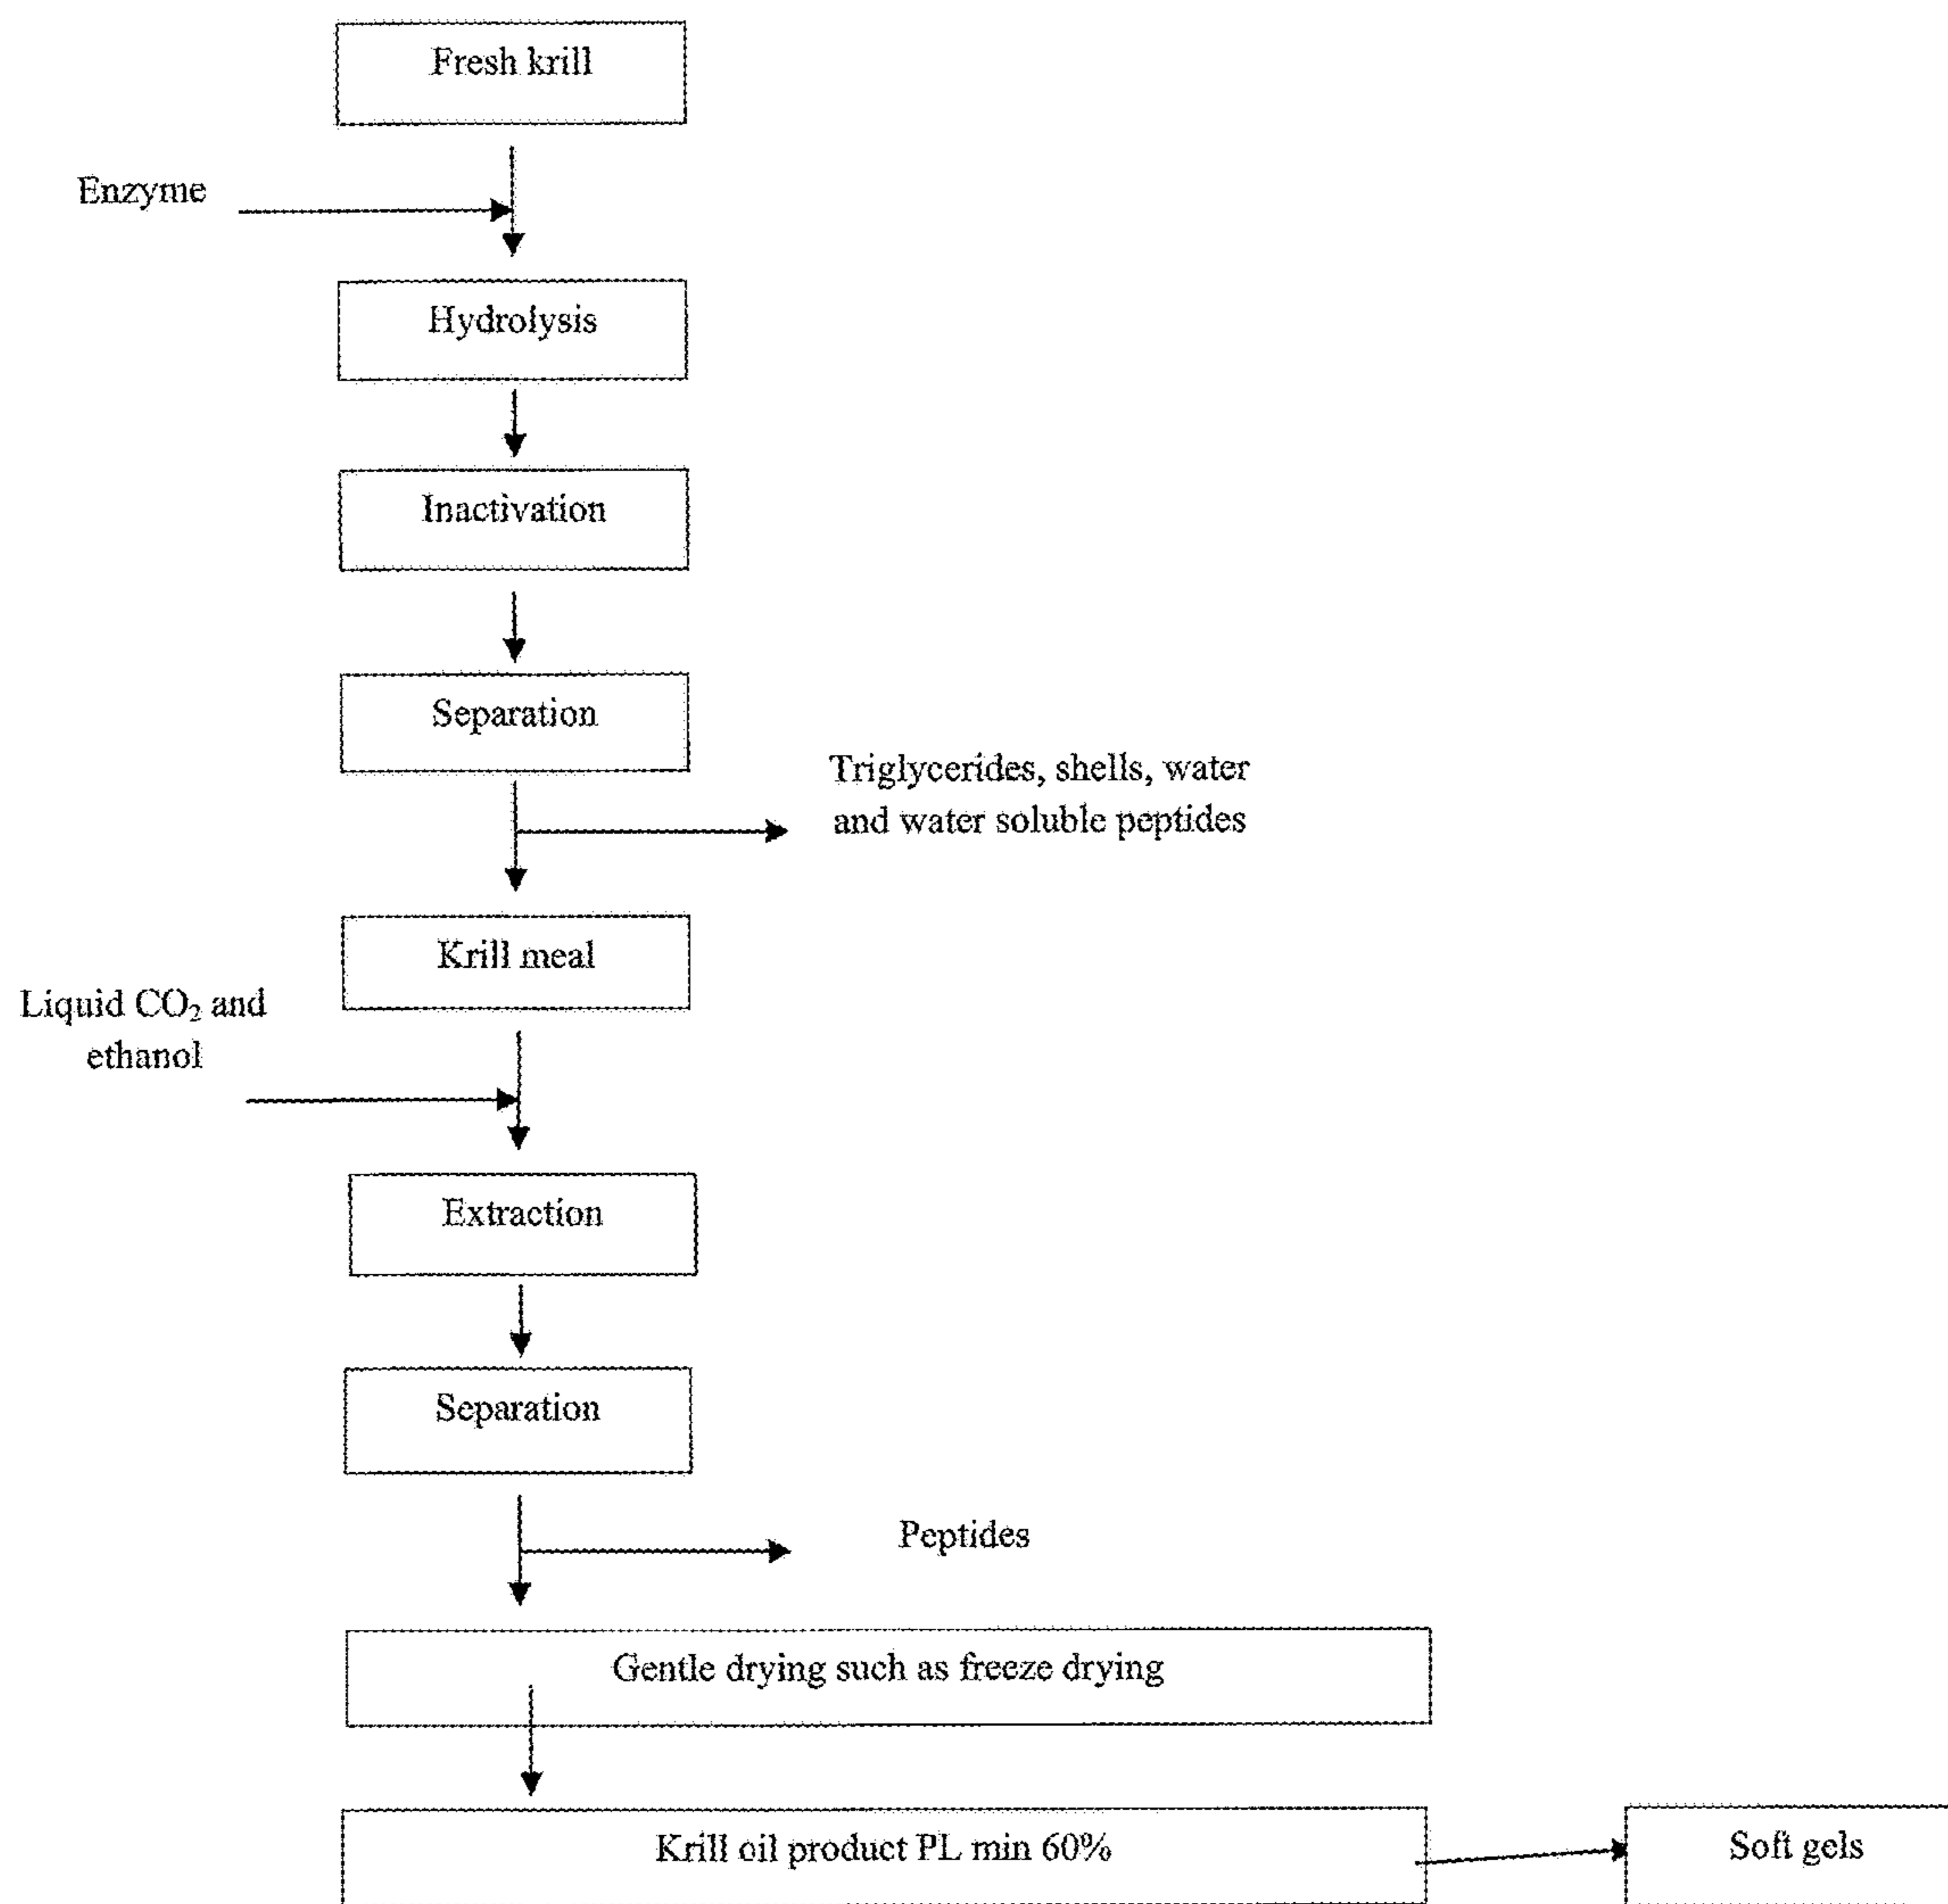 Fresh krill
Enzyme
Hydrolysis
Inactivation
Separation
Triglycerides, shells, water
and water soluble peptides
Krill meal
Liquid CO₂ and
ethanol
Extraction
Separation
Peptides
Gentle drying such as freeze drying
Krill oil product PL min 60%
Soft gels